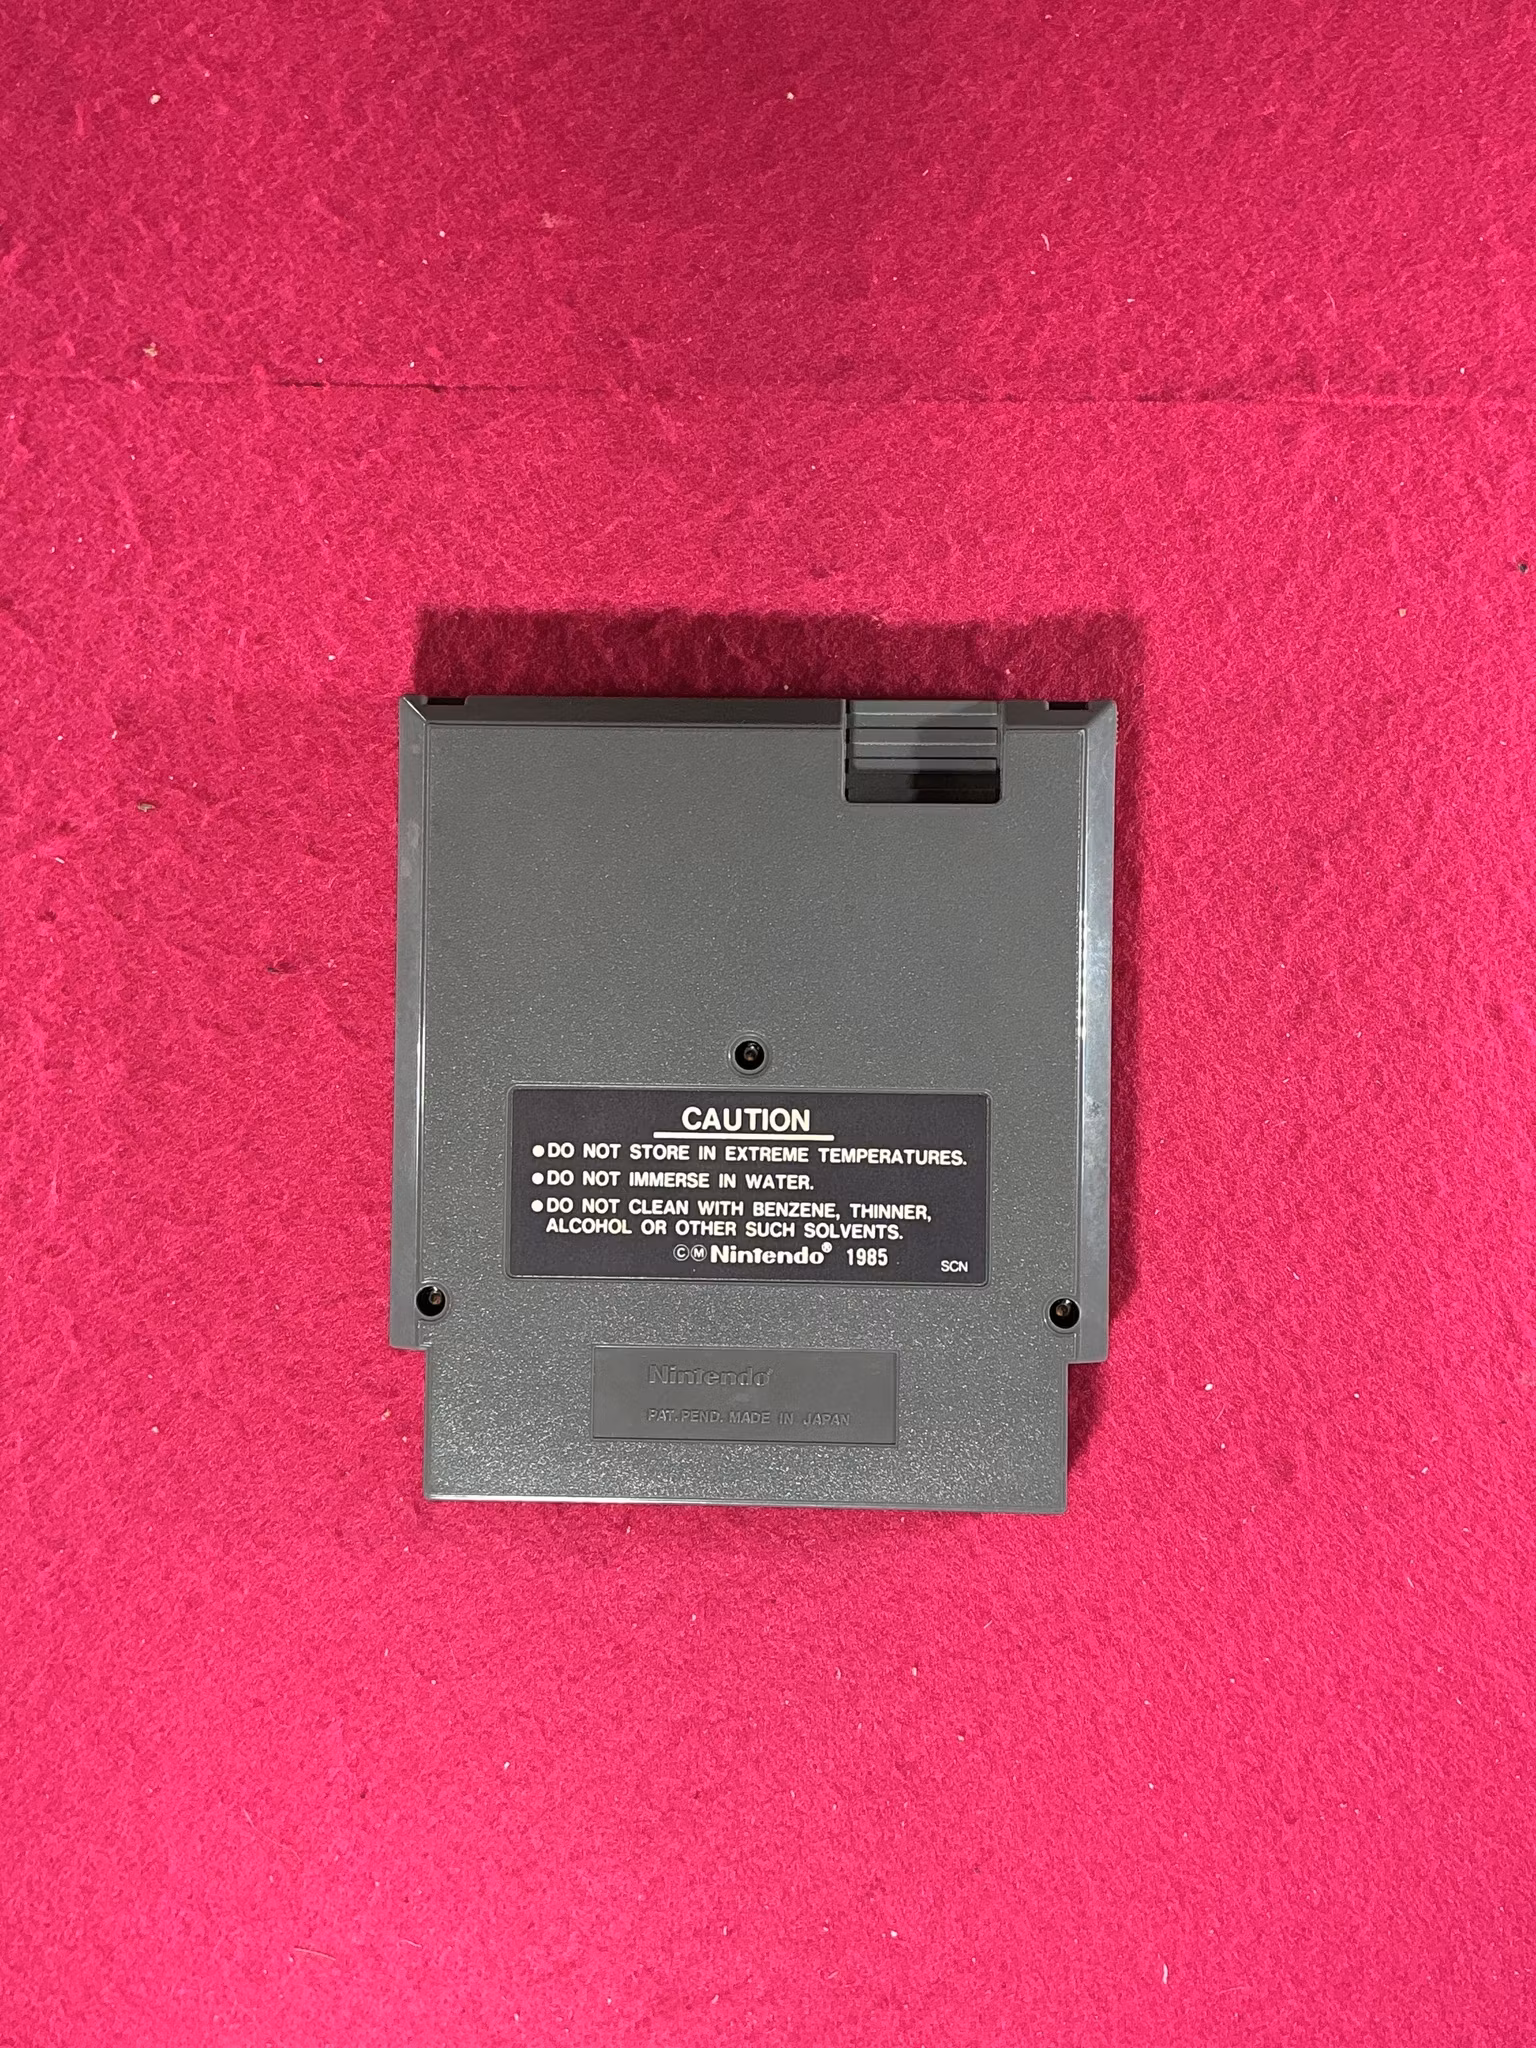 CAUTION
●DO NOT STORE IN EXTREME TEMPERATURES.
●DO NOT IMMERSE IN WATER.
●DO NOT CLEAN WITH BENZENE, THINNER,
ALCOHOL OR OTHER SUCH SOLVENTS.
ⒸⓂNintendo® 1985
SCN
Nintendo®
PAT. PEND. MADE IN JAPAN